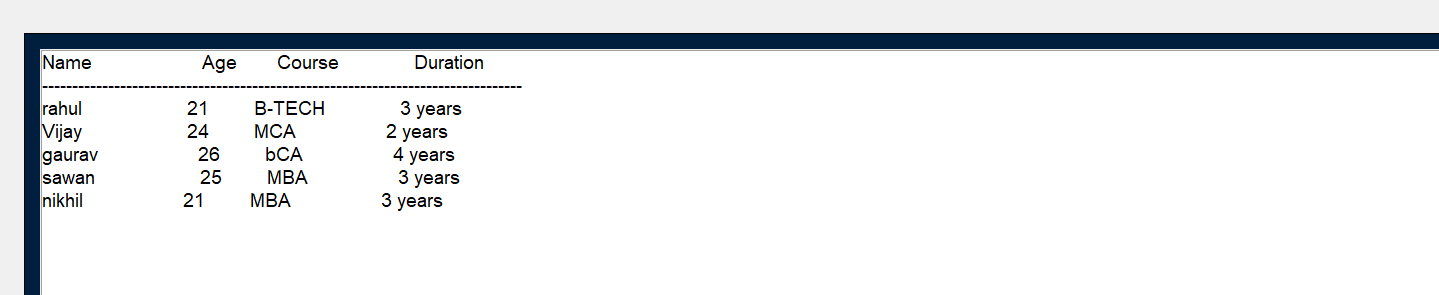 Name Age Course Duration
--------------------------------------------------------------------------------
rahul 21 B-TECH 3 years
Vijay 24 MCA 2 years
gaurav 26 bCA 4 years
sawan 25 MBA 3 years
nikhil 21 MBA 3 years